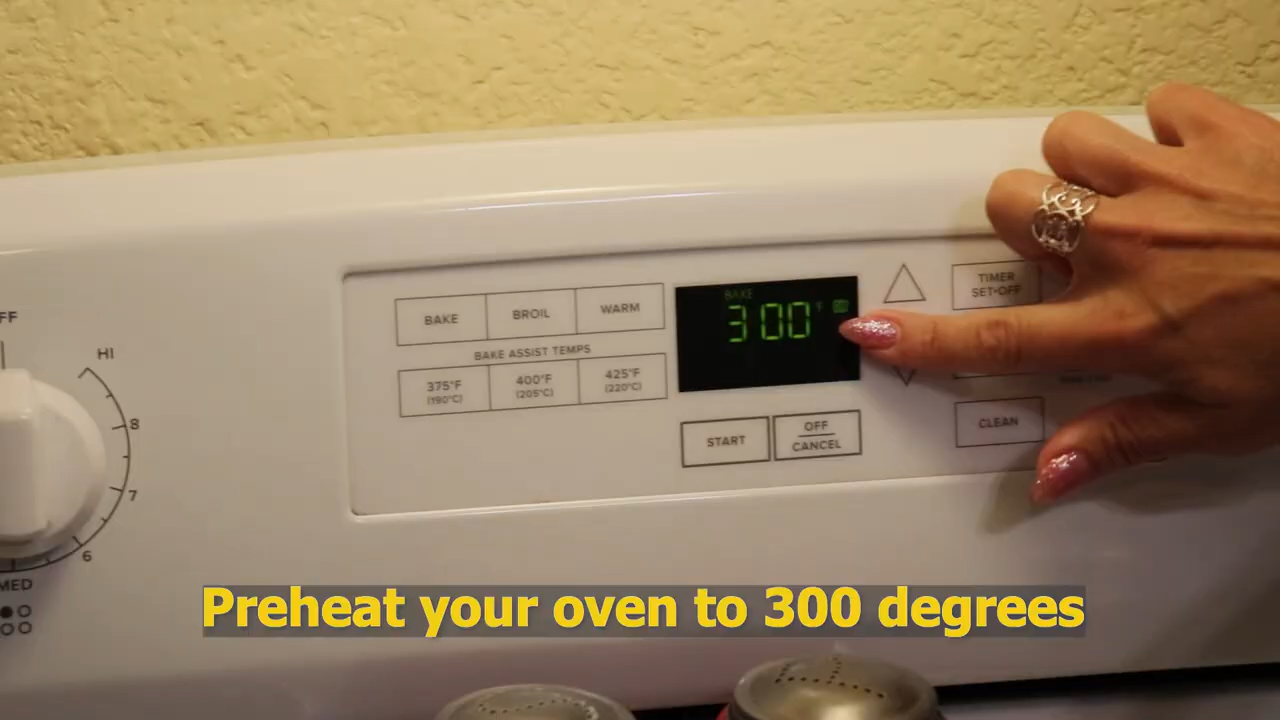 FF
HI
8
7
6
MED
BAKE
BROIL
WARM
BAKE ASSIST TEMPS
375°F
(190°C)
400°F
(205°C)
425°F
(220°C)
BAKE
300°F
START
OFF
CANCEL
TIMER
SET•OFF
CLEAN
Preheat your oven to 300 degrees